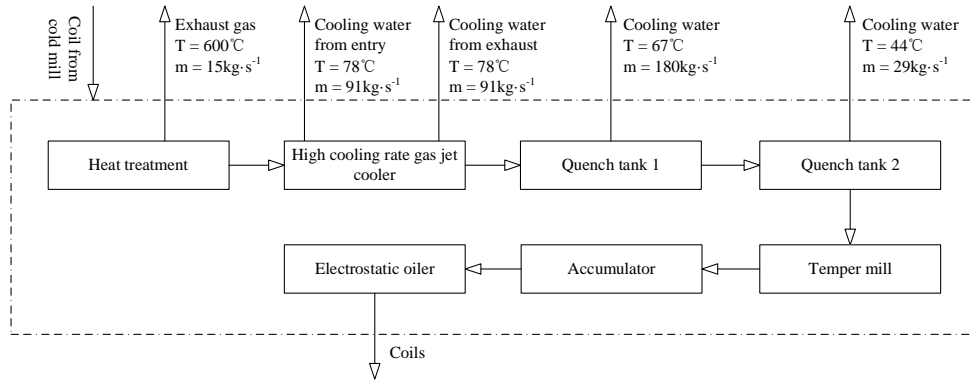 Coil from
cold mill
Exhaust gas
T = 600℃
m = 15kg·s⁻¹
Cooling water
from entry
T = 78℃
m = 91kg·s⁻¹
Cooling water
from exhaust
T = 78℃
m = 91kg·s⁻¹
Cooling water
T = 67℃
m = 180kg·s⁻¹
Cooling water
T = 44℃
m = 29kg·s⁻¹
Heat treatment
High cooling rate gas jet
cooler
Quench tank 1
Quench tank 2
Electrostatic oiler
Accumulator
Temper mill
Coils